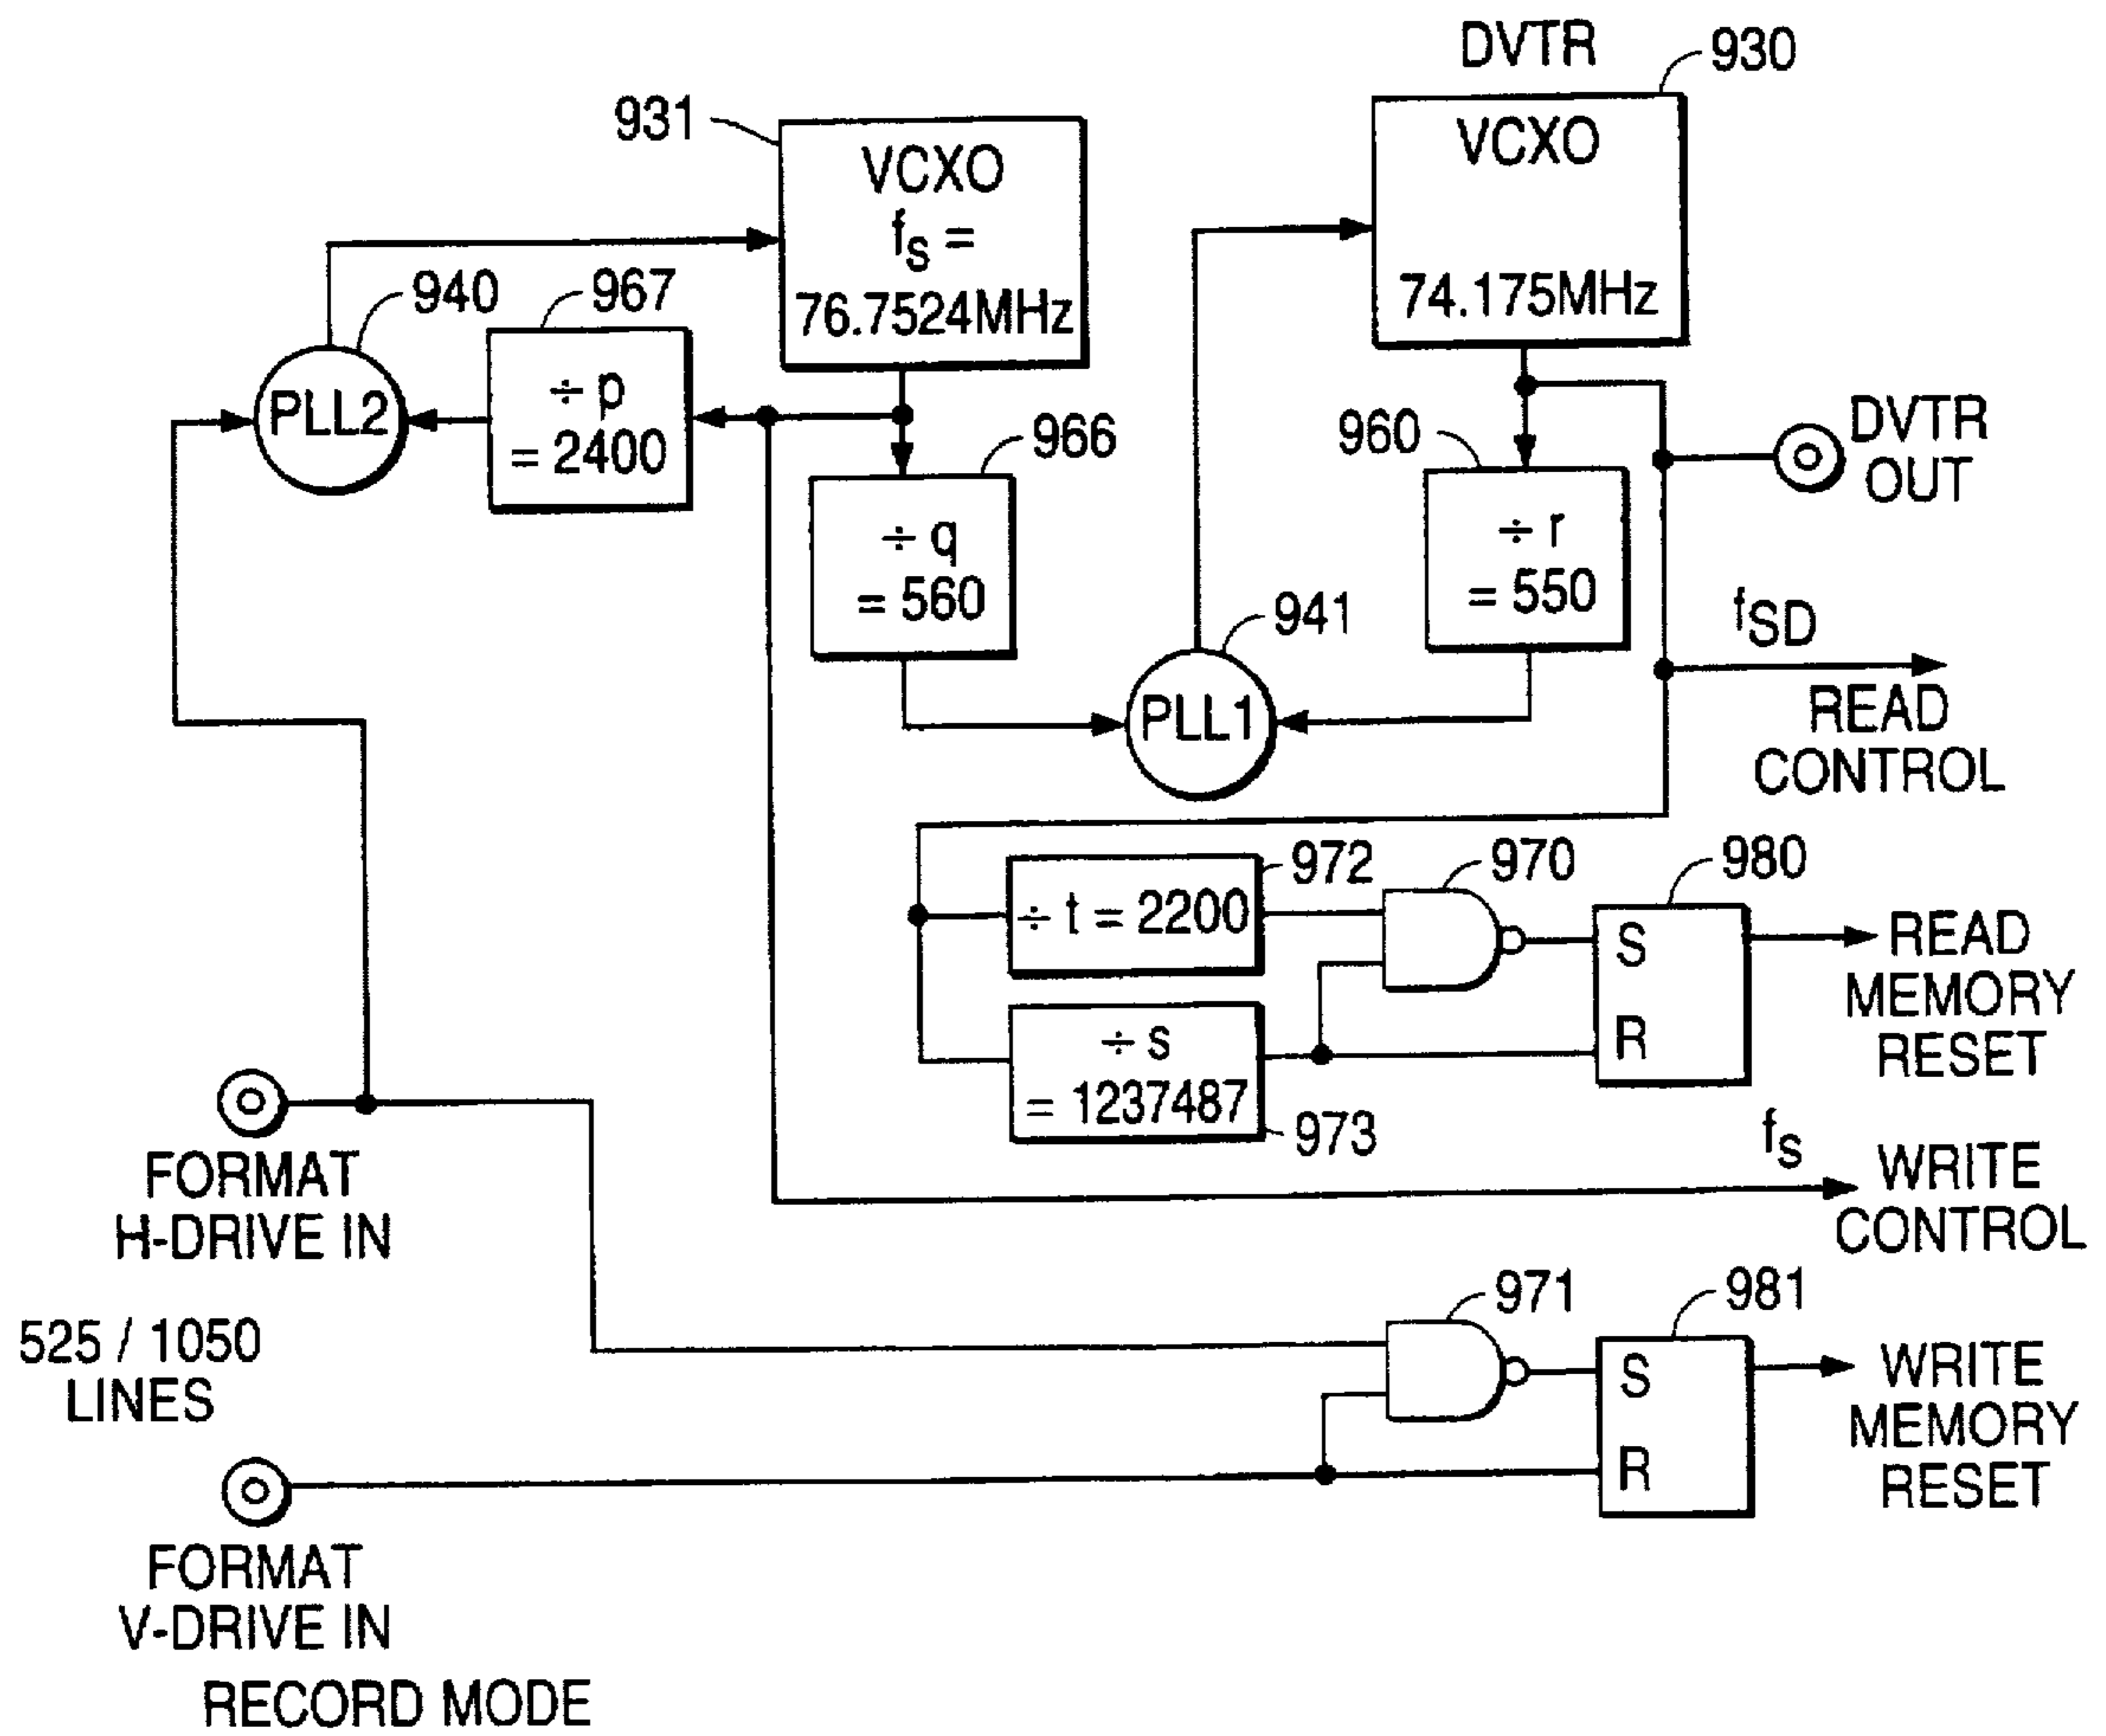 DVTR
930
931
VCXO
fS =
76.7524MHz
VCXO
74.175MHz
940
967
PLL2
÷ p
= 2400
966
÷ q
= 560
960
÷ r
= 550
DVTR
OUT
941
PLL1
fSD
READ
CONTROL
972
÷ t = 2200
970
980
S
R
READ
MEMORY
RESET
÷ s
= 1237487
973
FORMAT
H-DRIVE IN
fS
WRITE
CONTROL
525 / 1050
LINES
971
981
S
R
WRITE
MEMORY
RESET
FORMAT
V-DRIVE IN
RECORD MODE